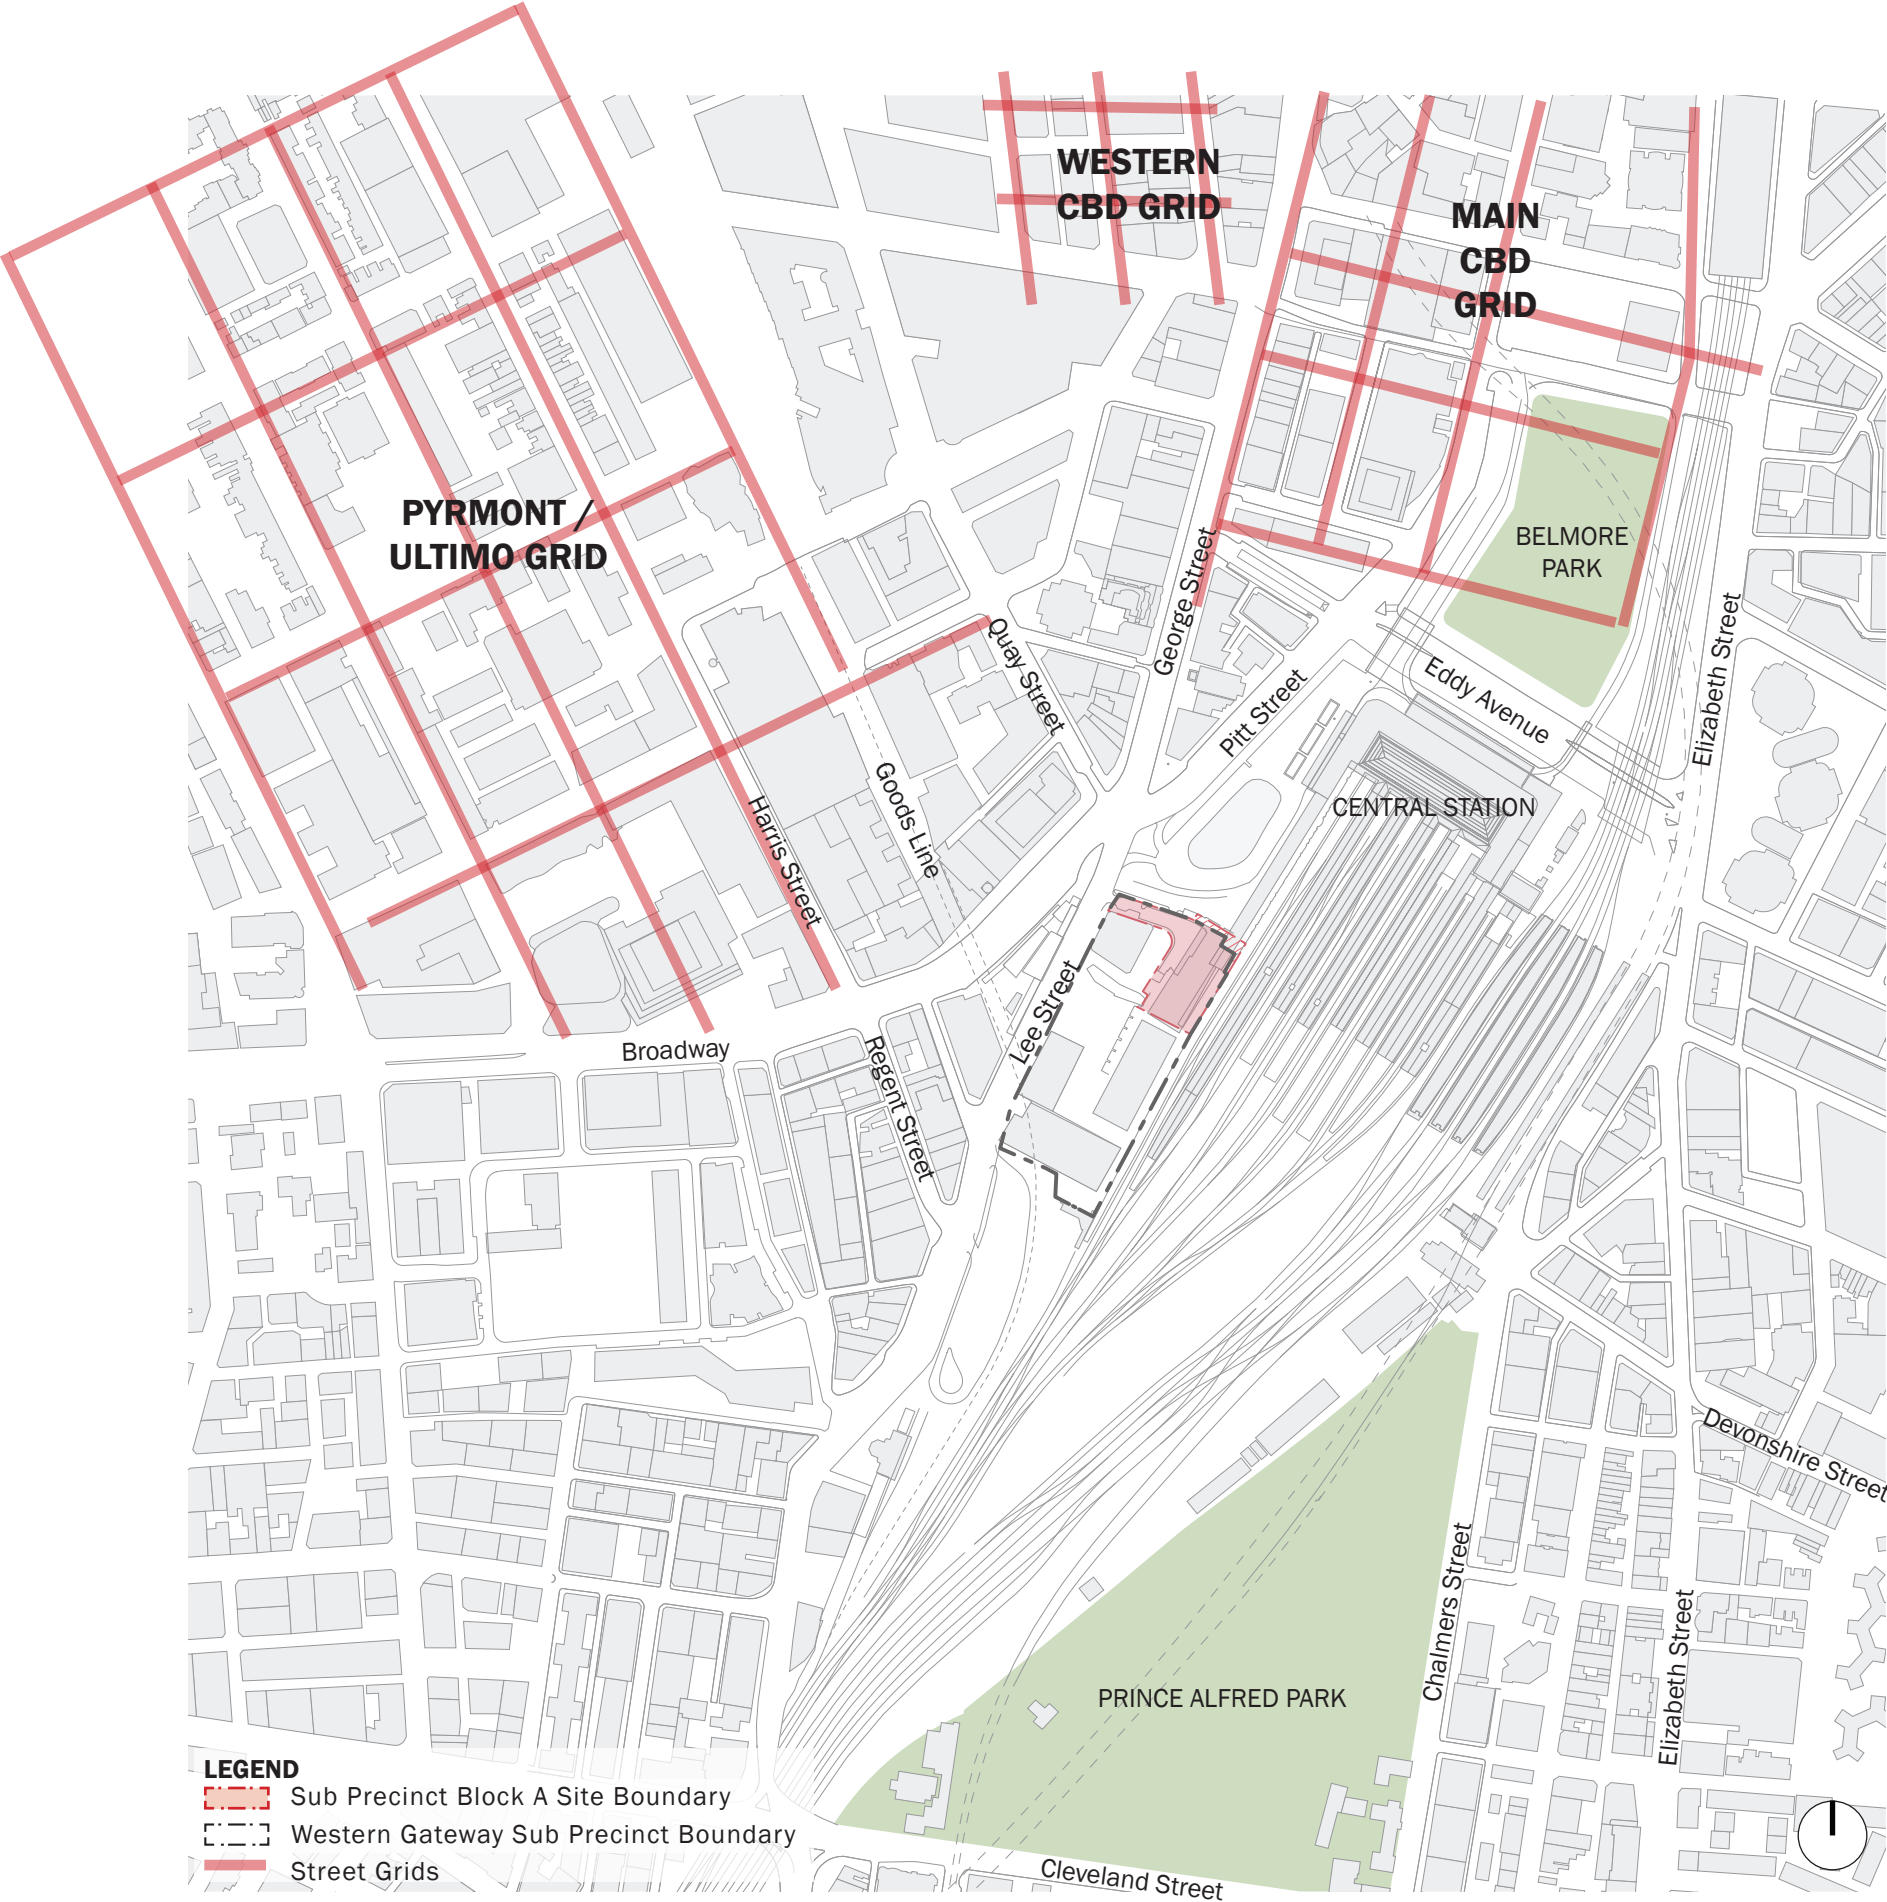 WESTERN
CBD GRID
MAIN
CBD
GRID
PYRMONT /
ULTIMO GRID
BELMORE
PARK
George Street
Quay Street
Pitt Street
Eddy Avenue
Elizabeth Street
CENTRAL STATION
Goods Line
Harris Street
Lee Street
Broadway
Regent Street
Devonshire Street
Chalmers Street
Elizabeth Street
PRINCE ALFRED PARK
Cleveland Street
LEGEND
Sub Precinct Block A Site Boundary
Western Gateway Sub Precinct Boundary
Street Grids